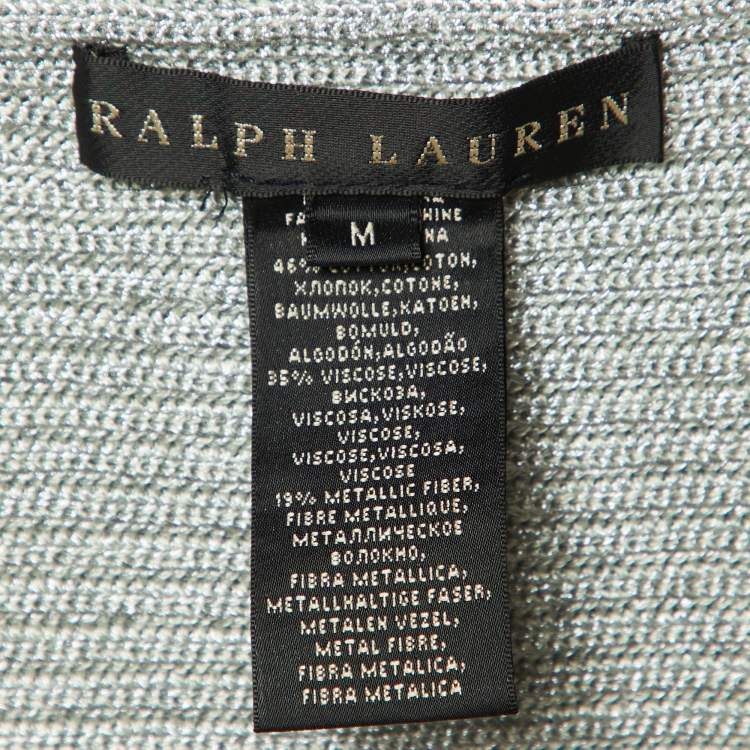 RALPH LAUREN
M
46% COTTON,COTON,
ХЛОПОК,COTONE,
BAUMWOLLE,KATOEN,
BOMULD,
ALGODÓN,ALGODÃO
35% VISCOSE,VISCOSE,
ВИСКОЗА,
VISCOSA,VISKOSE,
VISCOSE,
VISCOSE,VISCOSA,
VISCOSE
19% METALLIC FIBER,
FIBRE METALLIQUE,
МЕТАЛЛИЧЕСКОЕ
ВОЛОКНО,
FIBRA METALLICA,
METALLHALTIGE FASER,
METALEN VEZEL,
METAL FIBRE,
FIBRA METALICA,
FIBRA METALICA